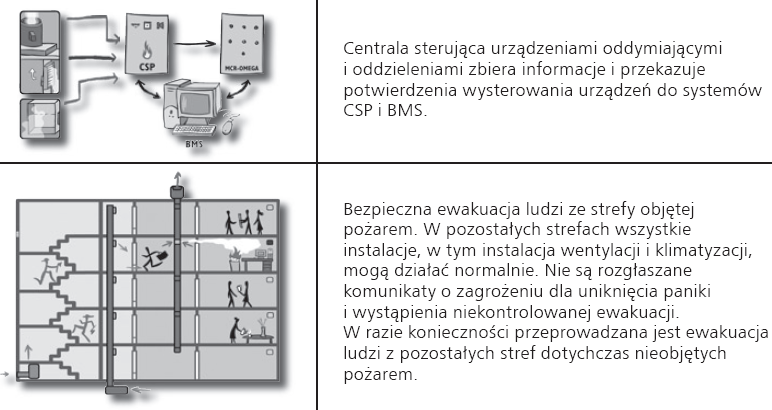 CSP
MCR-OMEGA
BMS
Centrala sterująca urządzeniami oddymiającymi
i oddzieleniami zbiera informacje i przekazuje
potwierdzenia wysterowania urządzeń do systemów
CSP i BMS.
Bezpieczna ewakuacja ludzi ze strefy objętej
pożarem. W pozostałych strefach wszystkie
instalacje, w tym instalacja wentylacji i klimatyzacji,
mogą działać normalnie. Nie są rozgłaszane
komunikaty o zagrożeniu dla uniknięcia paniki
i wystąpienia niekontrolowanej ewakuacji.
W razie konieczności przeprowadzana jest ewakuacja
ludzi z pozostałych stref dotychczas nieobjętych
pożarem.